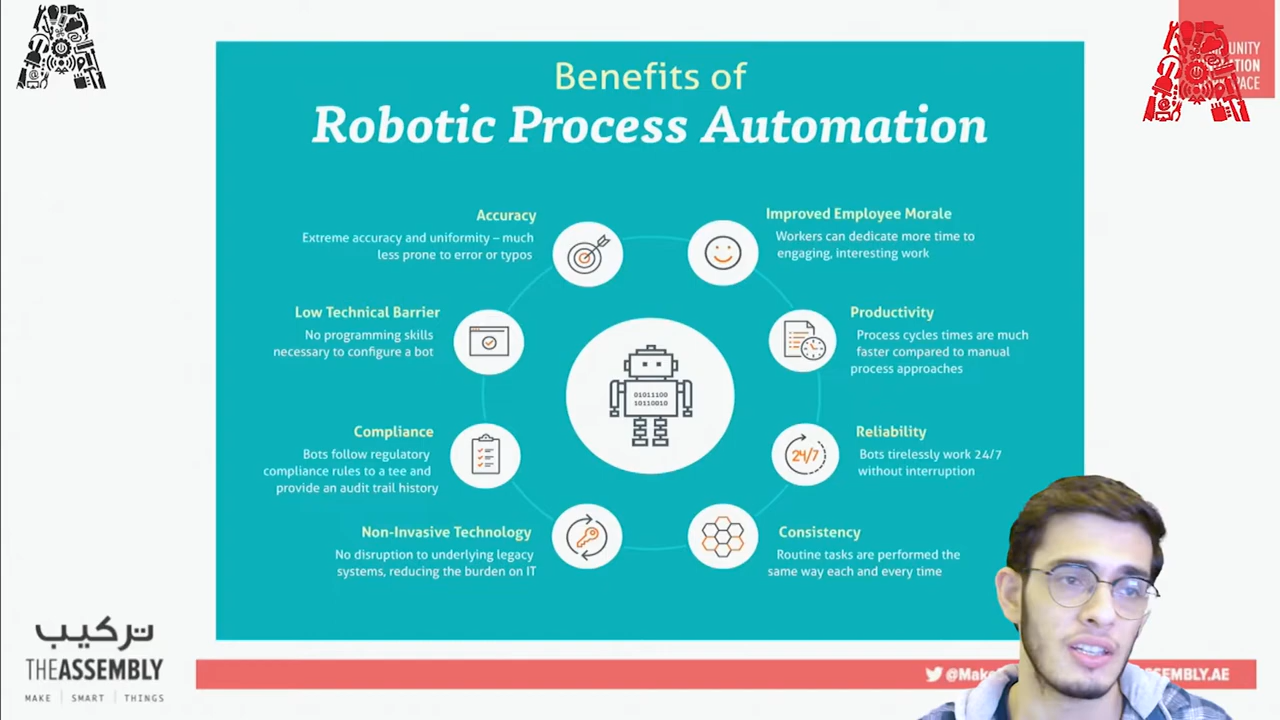 UNITY
TION
PACE
Benefits of
Robotic Process Automation
Accuracy
Extreme accuracy and uniformity – much
less prone to error or typos
Improved Employee Morale
Workers can dedicate more time to
engaging, interesting work
Low Technical Barrier
No programming skills
necessary to configure a bot
Productivity
Process cycles times are much
faster compared to manual
process approaches
01011100
10110010
Compliance
Bots follow regulatory
compliance rules to a tee and
provide an audit trail history
Reliability
Bots tirelessly work 24/7
without interruption
24/7
Non-Invasive Technology
No disruption to underlying legacy
systems, reducing the burden on IT
Consistency
Routine tasks are performed the
same way each and every time
تركيب
THEASSEMBLY
MAKE | SMART | THINGS
@Mak
SEMBLY.AE